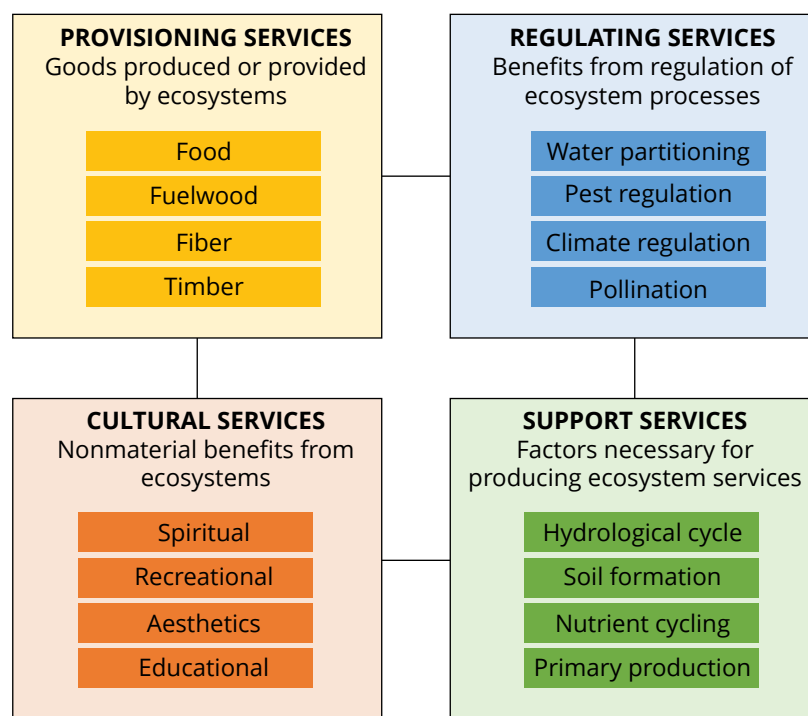 PROVISIONING SERVICES
Goods produced or provided
by ecosystems
Food
Fuelwood
Fiber
Timber
REGULATING SERVICES
Benefits from regulation of
ecosystem processes
Water partitioning
Pest regulation
Climate regulation
Pollination
CULTURAL SERVICES
Nonmaterial benefits from
ecosystems
Spiritual
Recreational
Aesthetics
Educational
SUPPORT SERVICES
Factors necessary for
producing ecosystem services
Hydrological cycle
Soil formation
Nutrient cycling
Primary production